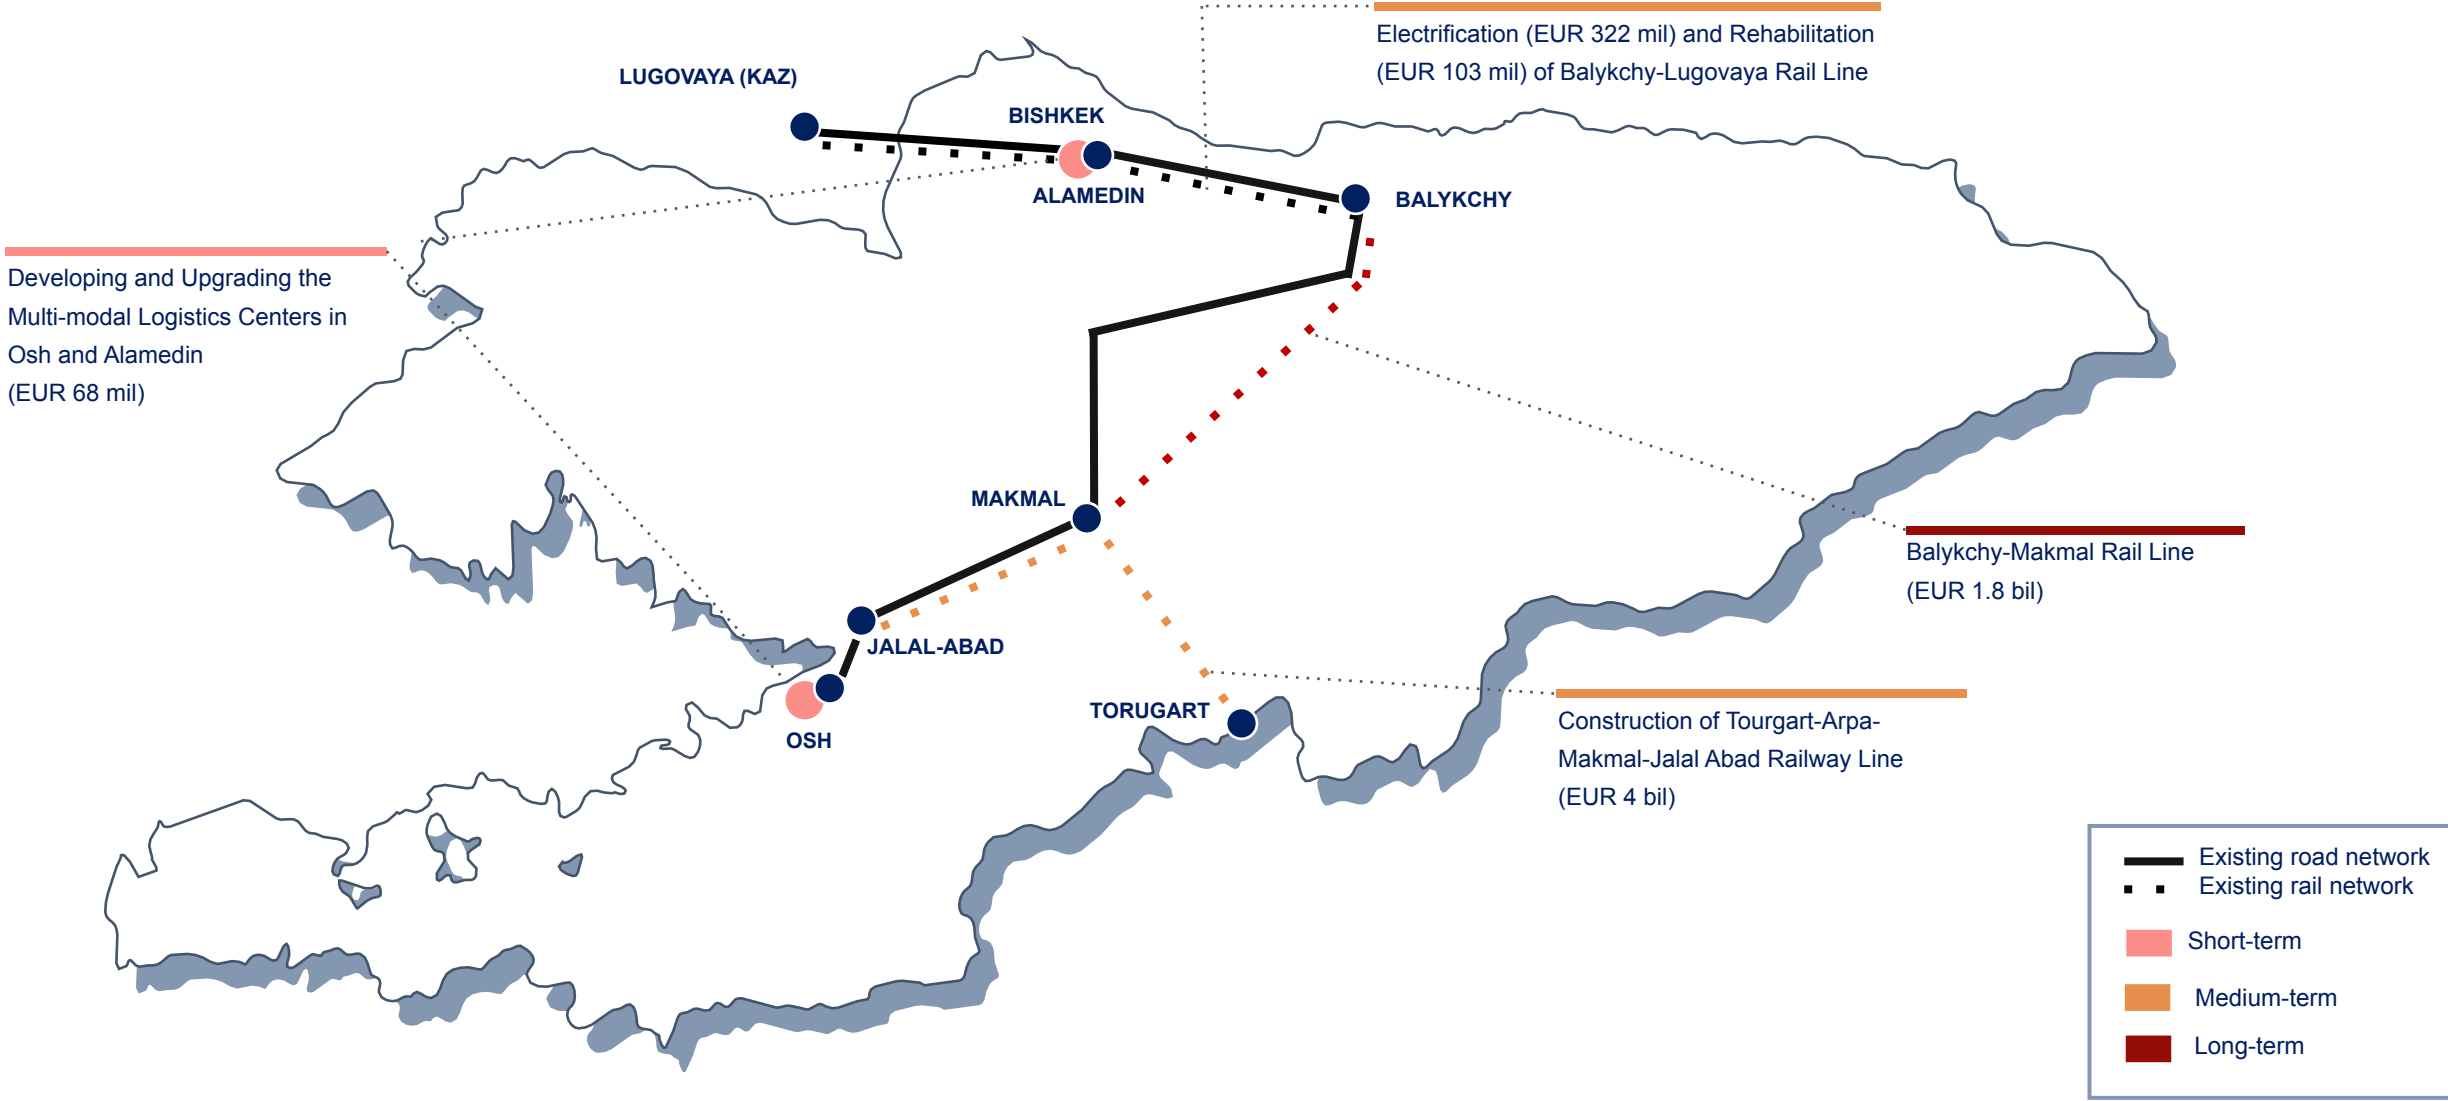 Electrification (EUR 322 mil) and Rehabilitation
(EUR 103 mil) of Balykchy-Lugovaya Rail Line
LUGOVAYA (KAZ)
BISHKEK
ALAMEDIN
BALYKCHY
Developing and Upgrading the
Multi-modal Logistics Centers in
Osh and Alamedin
(EUR 68 mil)
MAKMAL
Balykchy-Makmal Rail Line
(EUR 1.8 bil)
JALAL-ABAD
OSH
TORUGART
Construction of Tourgart-Arpa-
Makmal-Jalal Abad Railway Line
(EUR 4 bil)
Existing road network
Existing rail network
Short-term
Medium-term
Long-term